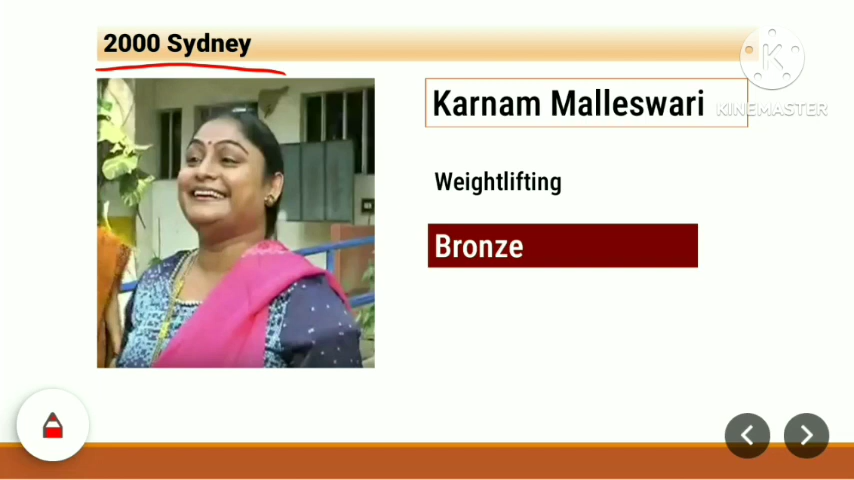 2000 Sydney
K
KINEMASTER
Karnam Malleswari
Weightlifting
Bronze